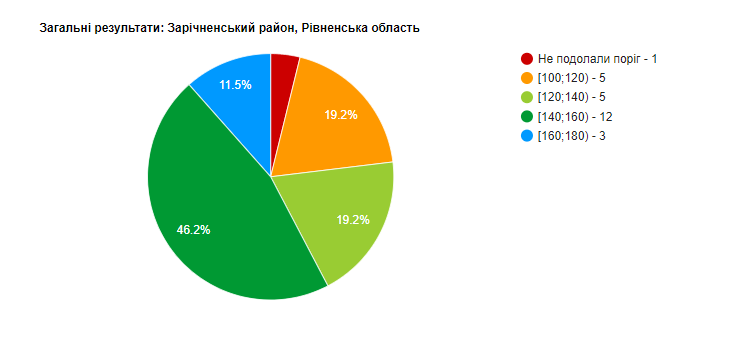 Загальні результати: Зарічненський район, Рівненська область
Не подолали поріг - 1
[100;120) - 5
[120;140) - 5
[140;160) - 12
[160;180) - 3
11.5%
19.2%
19.2%
46.2%